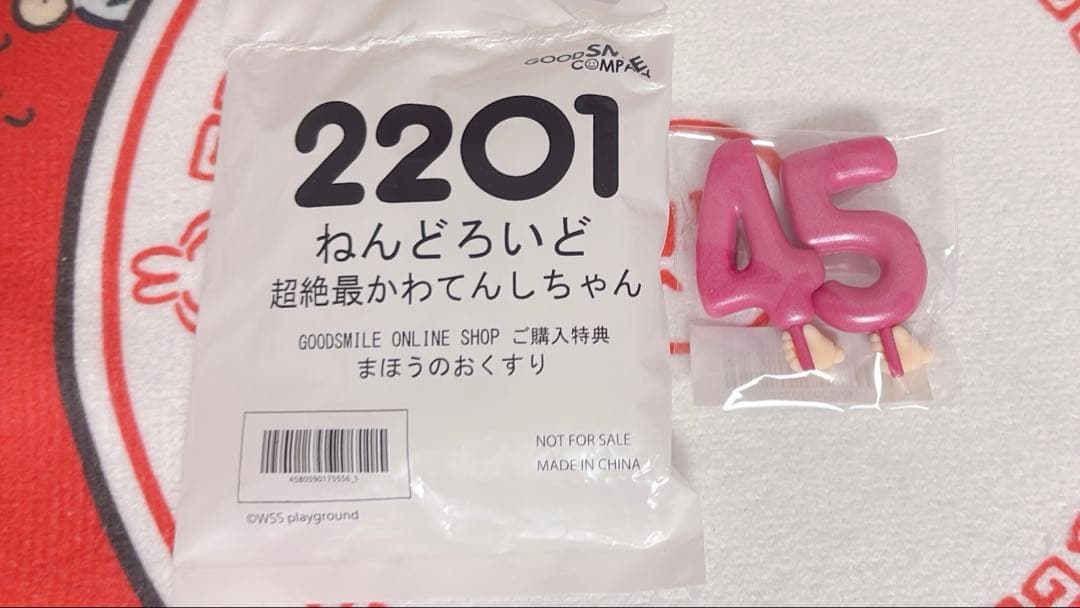 GOODSMILE
COMPANY
2201
ねんどろいど
超絶最かわてんしちゃん
GOODSMILE ONLINE SHOP ご購入特典
まほうのおくすり
4580590175556_1
NOT FOR SALE
MADE IN CHINA
©WSS playground
45